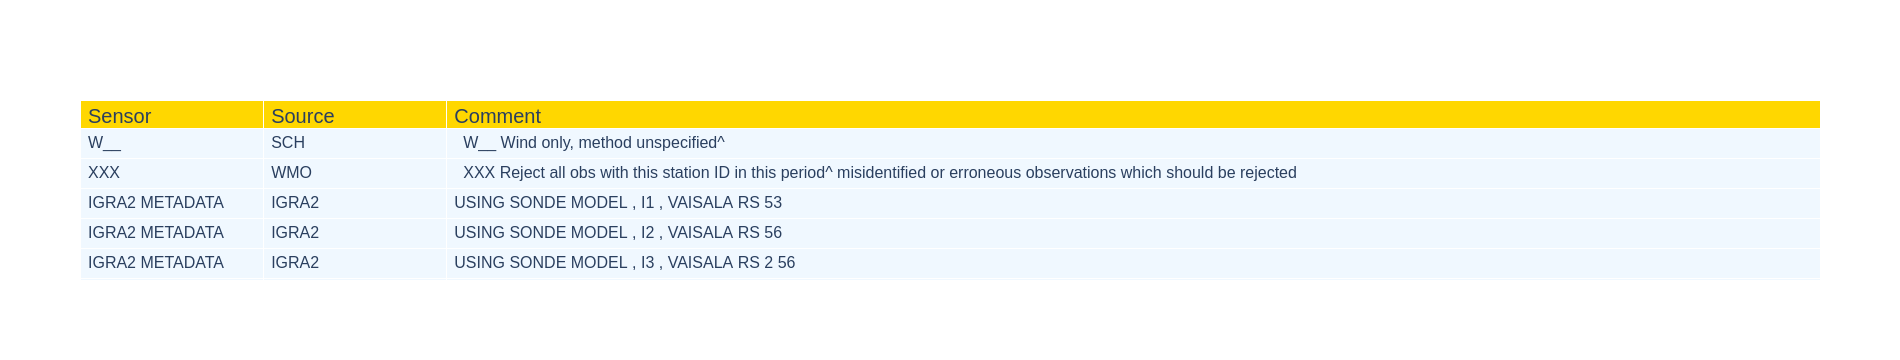 Sensor Source Comment
W__ SCH W__ Wind only, method unspecified^
XXX WMO XXX Reject all obs with this station ID in this period^ misidentified or erroneous observations which should be rejected
IGRA2 METADATA IGRA2 USING SONDE MODEL , I1 , VAISALA RS 53
IGRA2 METADATA IGRA2 USING SONDE MODEL , I2 , VAISALA RS 56
IGRA2 METADATA IGRA2 USING SONDE MODEL , I3 , VAISALA RS 2 56